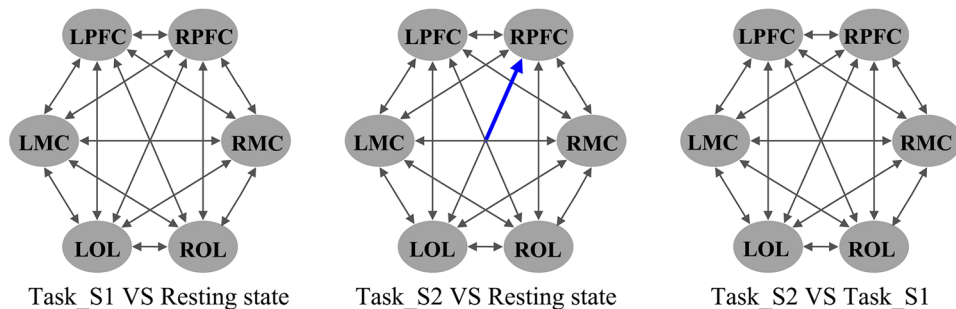 LPFC RPFC LPFC RPFC LPFC RPFC
LMC RMC LMC RMC LMC RMC
LOL ROL LOL ROL LOL ROL
Task_S1 VS Resting state Task_S2 VS Resting state Task_S2 VS Task_S1